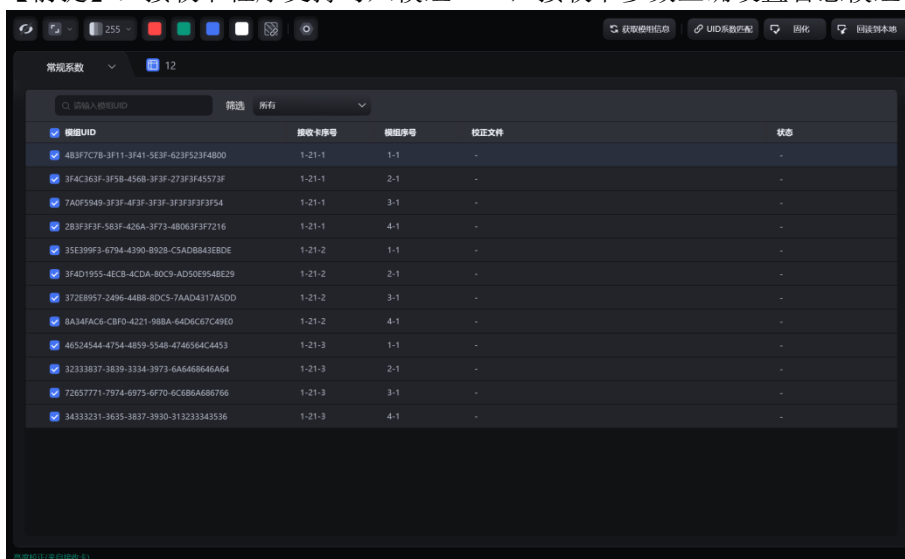 255
获取模组信息 UID系数匹配 固化 回读到本地
常规系数 12
请输入模组UID 筛选 所有
模组UID 接收卡序号 模组序号 校正文件 状态
4B3F7C7B-3F11-3F41-5E3F-623F523F4B00 1-21-1 1-1 - -
3F4C363F-3F5B-456B-3F3F-273F3F45573F 1-21-1 2-1 - -
7A0F5949-3F3F-4F3F-3F3F-3F3F3F3F3F54 1-21-1 3-1 - -
2B3F3F3F-583F-426A-3F73-4B063F3F7216 1-21-1 4-1 - -
35E399F3-6794-4390-B928-C5ADB843EBDE 1-21-2 1-1 - -
3F4D1955-4ECB-4CDA-80C9-AD50E954BE29 1-21-2 2-1 - -
372E8957-2496-44B8-8DC5-7AAD4317A5DD 1-21-2 3-1 - -
8A34FAC6-CBF0-4221-98BA-64D6C67C49E0 1-21-2 4-1 - -
46524544-4754-4859-5548-4746564C4453 1-21-3 1-1 - -
32333837-3839-3334-3973-6A6468646A64 1-21-3 2-1 - -
72657771-7974-6975-6F70-6C6B6A686766 1-21-3 3-1 - -
34333231-3635-3837-3930-313233343536 1-21-3 4-1 - -